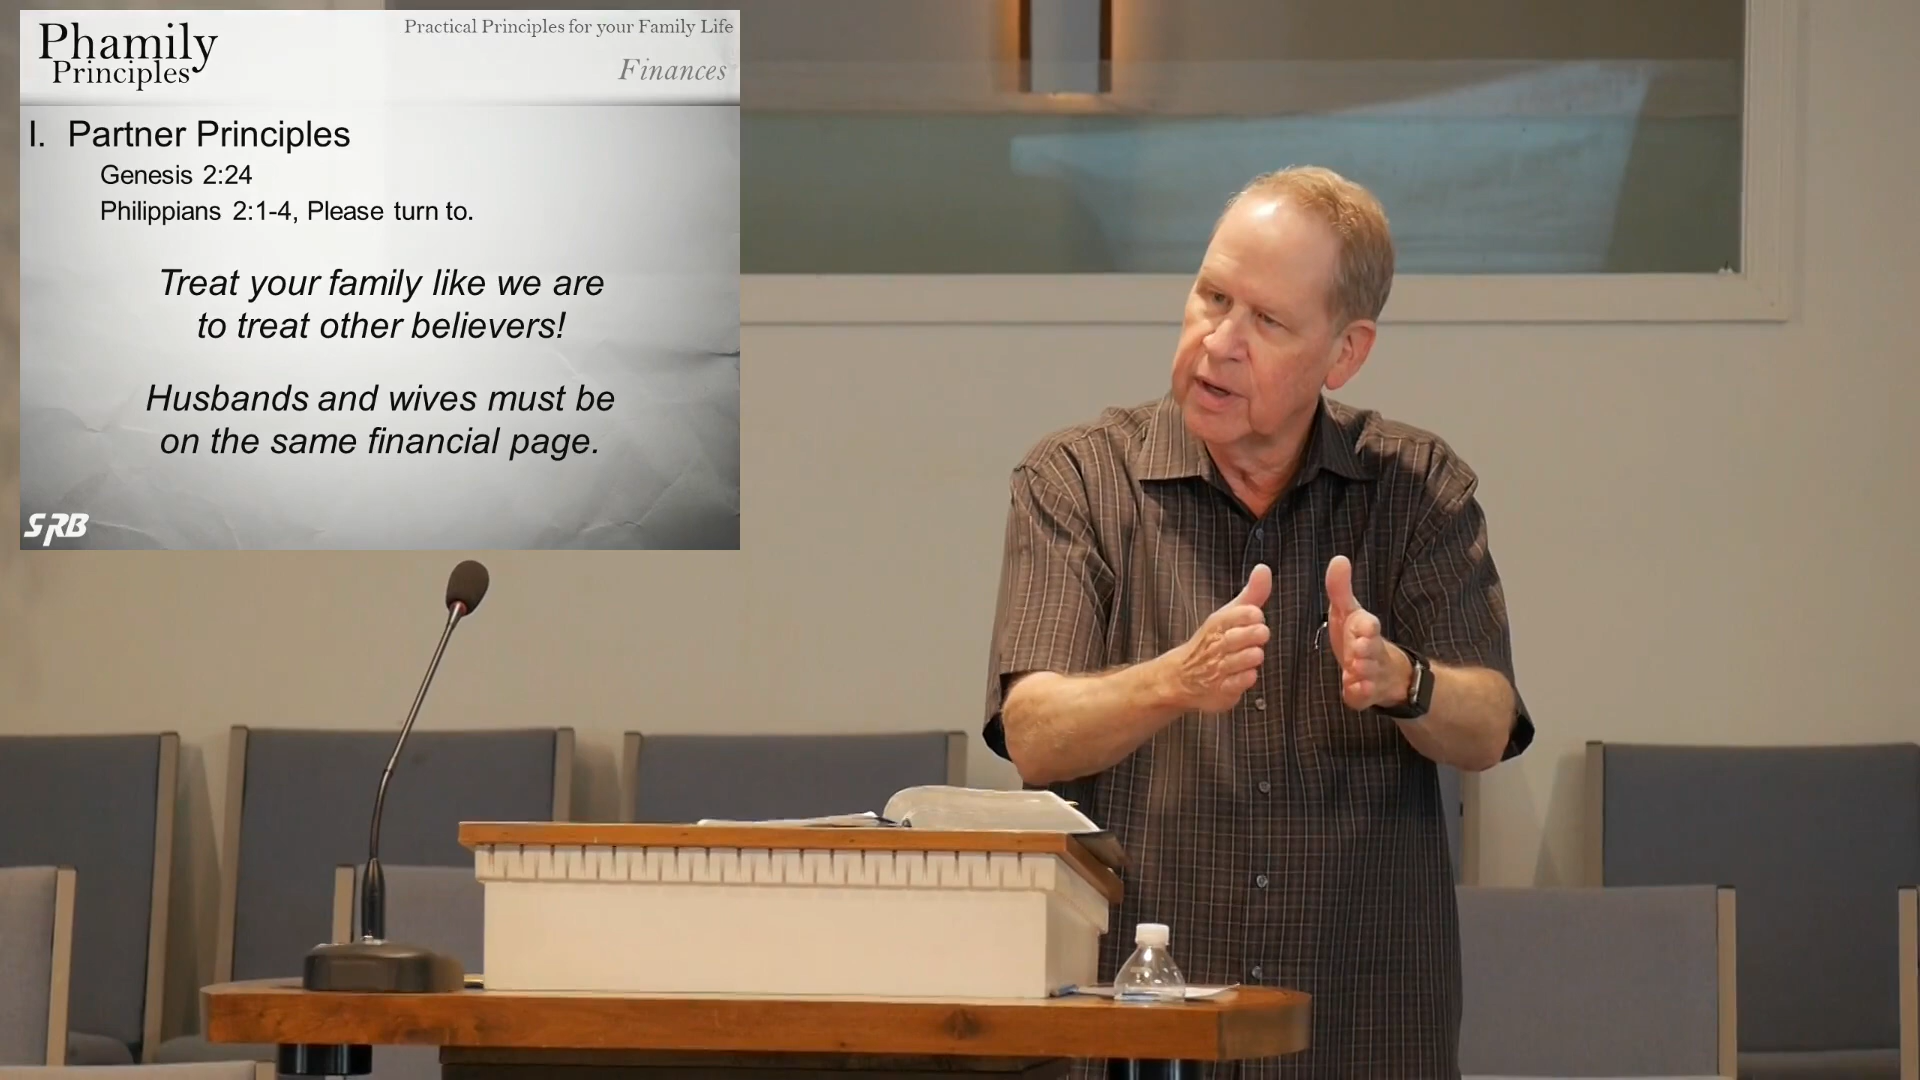 Phamily
Principles
Practical Principles for your Family Life
Finances
I. Partner Principles
Genesis 2:24
Philippians 2:1-4, Please turn to.
Treat your family like we are
to treat other believers!
Husbands and wives must be
on the same financial page.
SRB